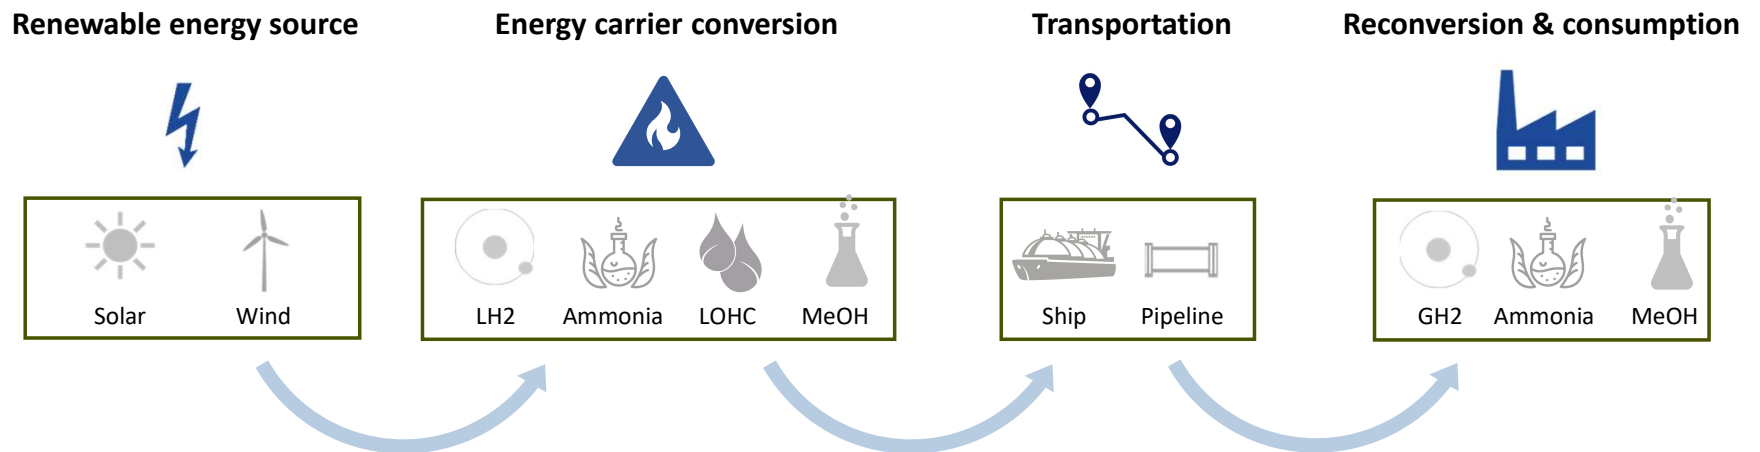 Renewable energy source
Energy carrier conversion
Transportation
Reconversion & consumption
Solar
Wind
LH2
Ammonia
LOHC
MeOH
Ship
Pipeline
GH2
Ammonia
MeOH